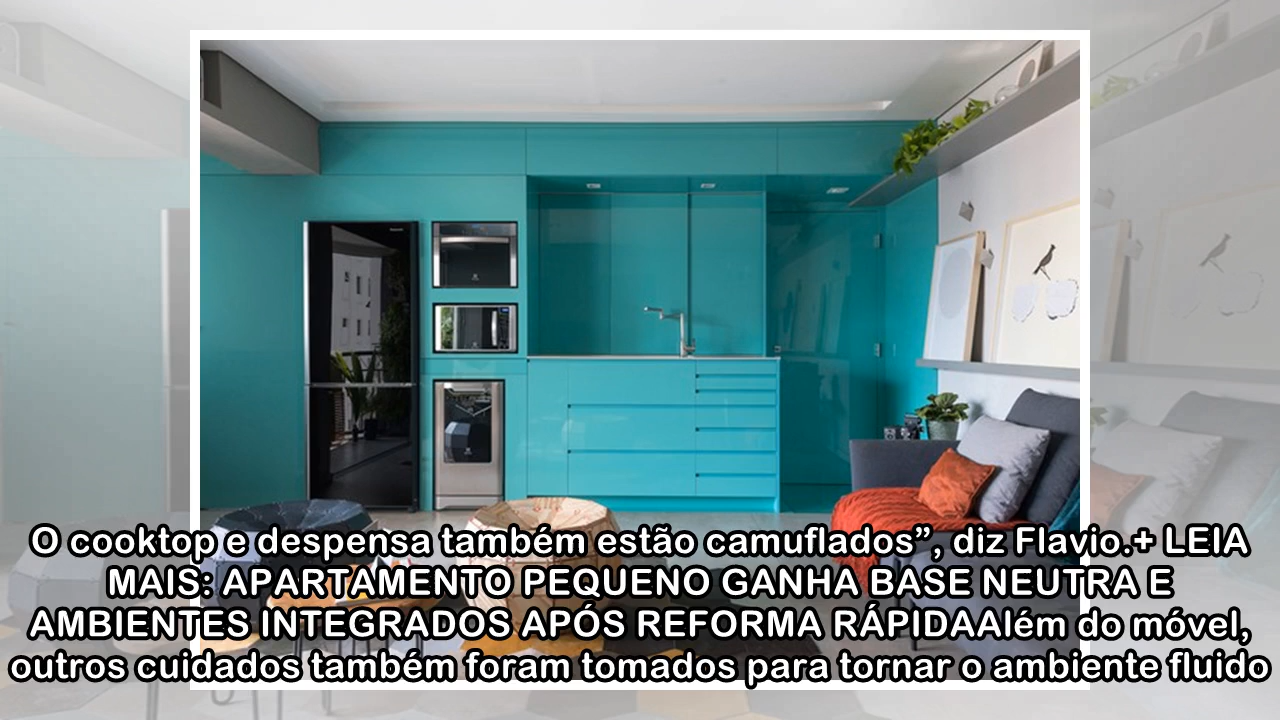 O cooktop e despensa também estão camuflados”, diz Flavio.+ LEIA
MAIS: APARTAMENTO PEQUENO GANHA BASE NEUTRA E
AMBIENTES INTEGRADOS APÓS REFORMA RÁPIDAAlém do móvel,
outros cuidados também foram tomados para tornar o ambiente fluido